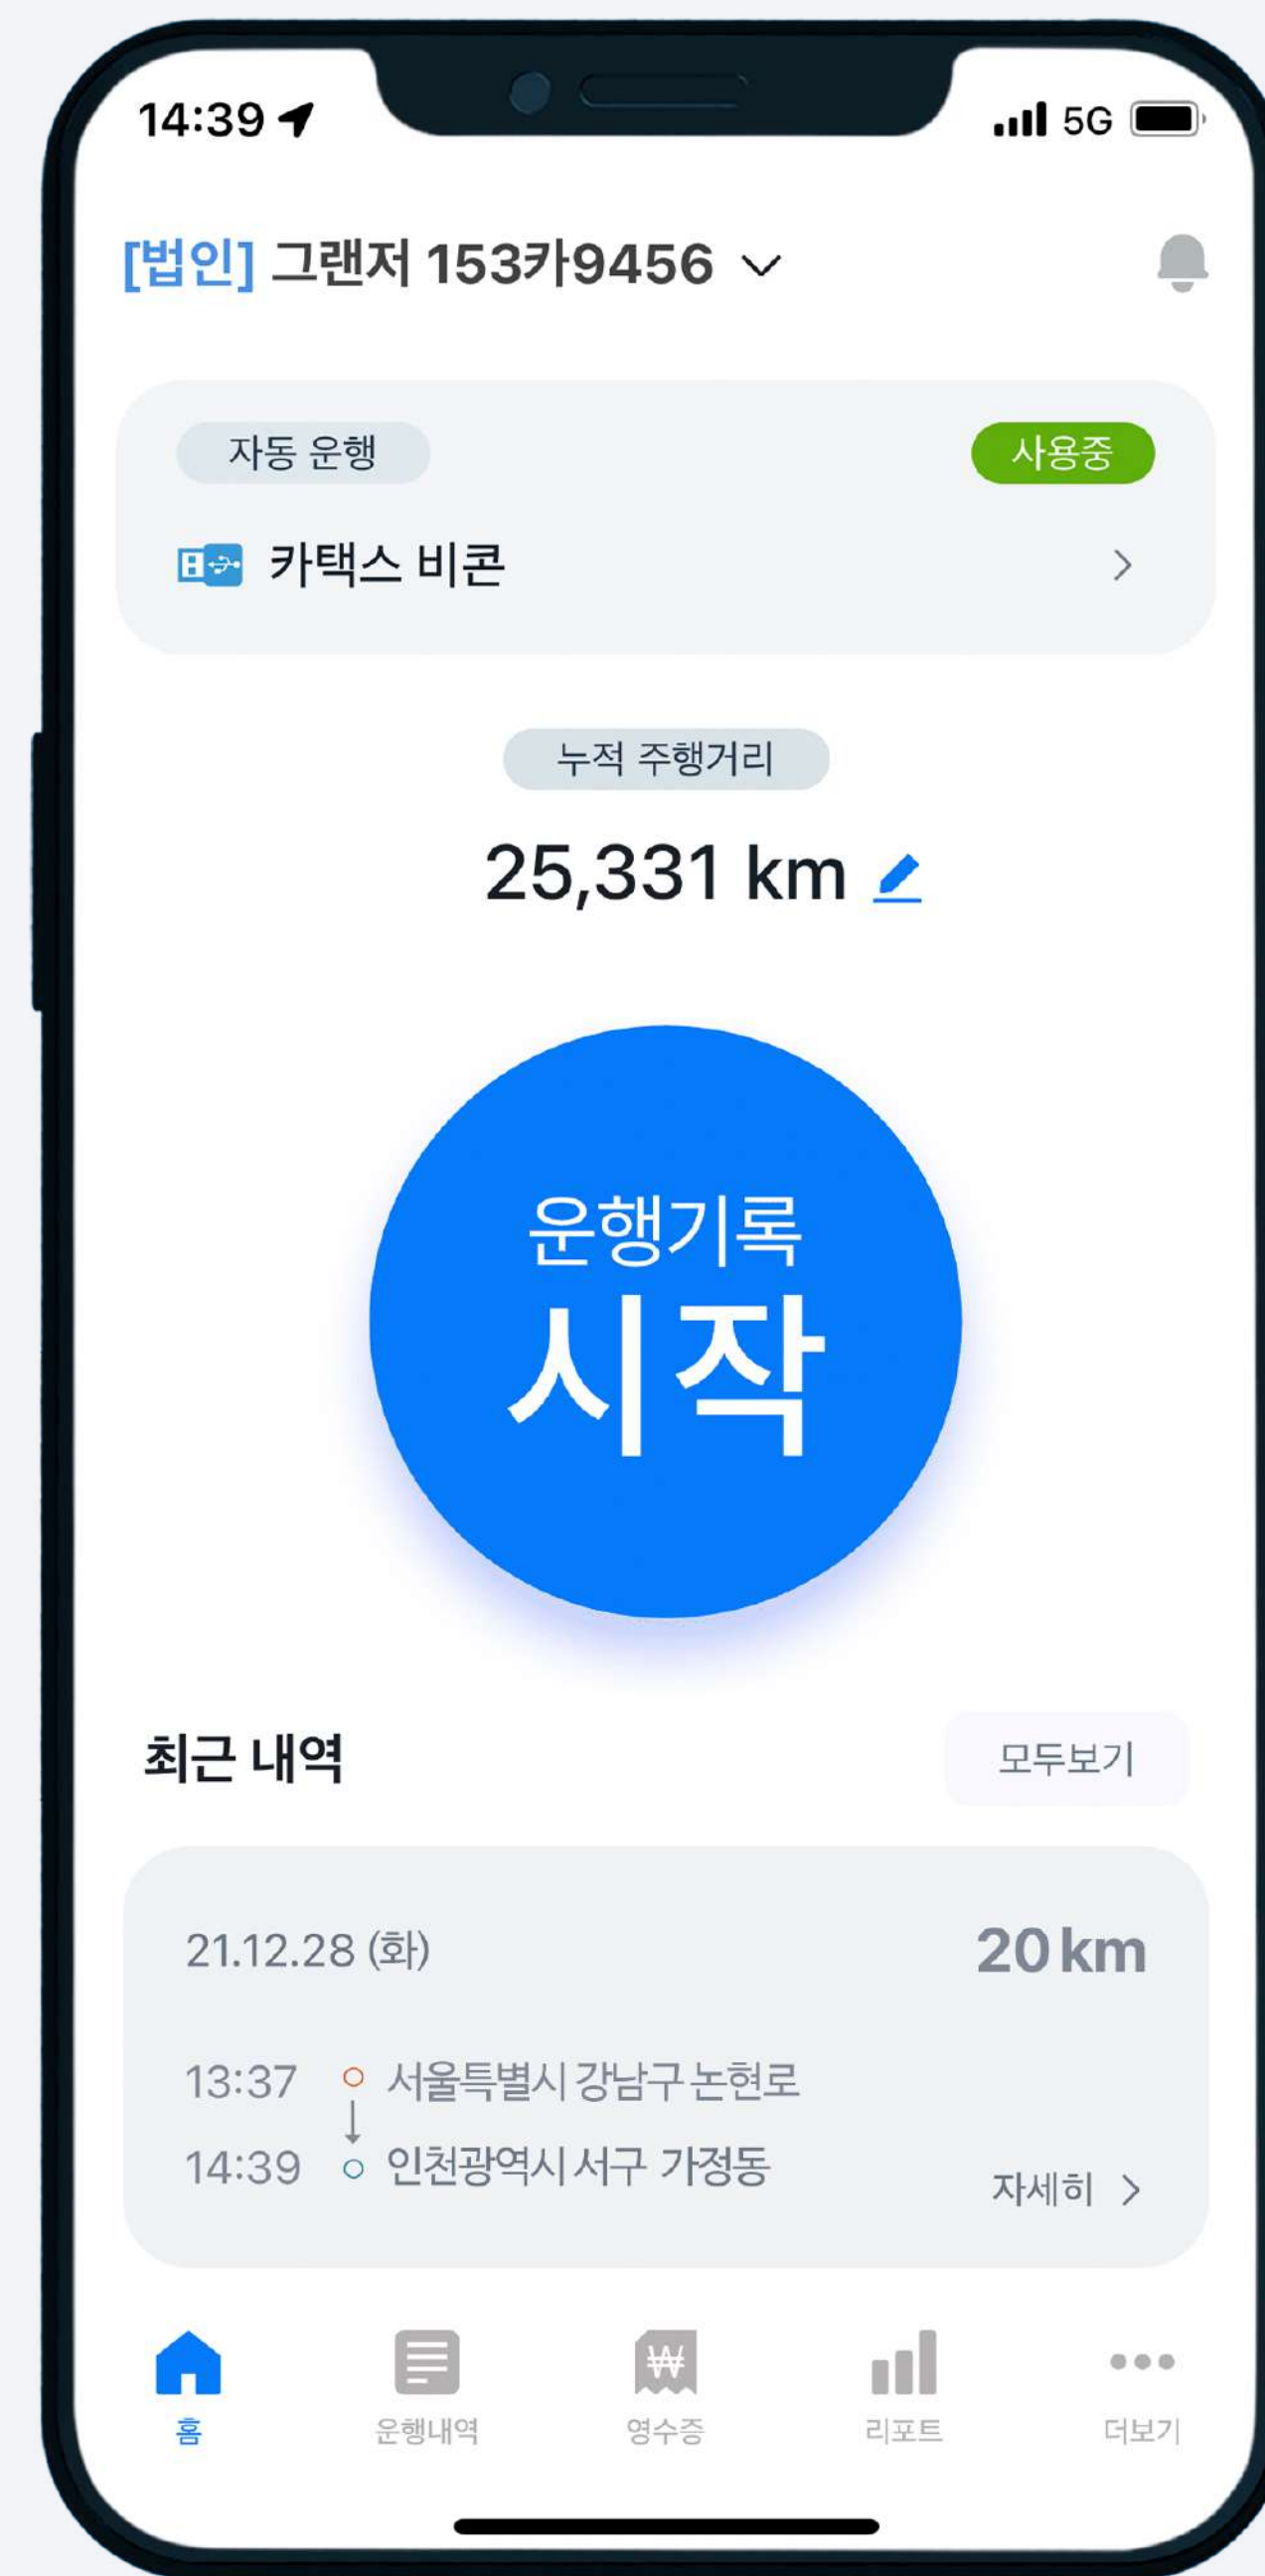 14:39
5G
[법인] 그랜저 153카9456
자동 운행
사용중
카택스 비콘
누적 주행거리
25,331 km
운행기록
시작
최근 내역
모두보기
21.12.28 (화)
20 km
13:37 서울특별시 강남구 논현로
14:39 인천광역시 서구 가정동
자세히
홈
운행내역
₩
영수증
리포트
더보기